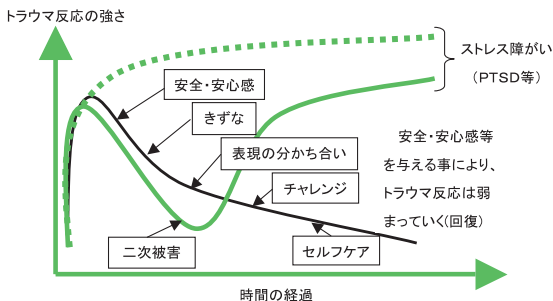 トラウマ反応の強さ
ストレス障がい
（PTSD等）
安全・安心感
きずな
表現の分かち合い
チャレンジ
二次被害
セルフケア
安全・安心感等
を与える事により、
トラウマ反応は弱
まっていく(回復)
時間の経過